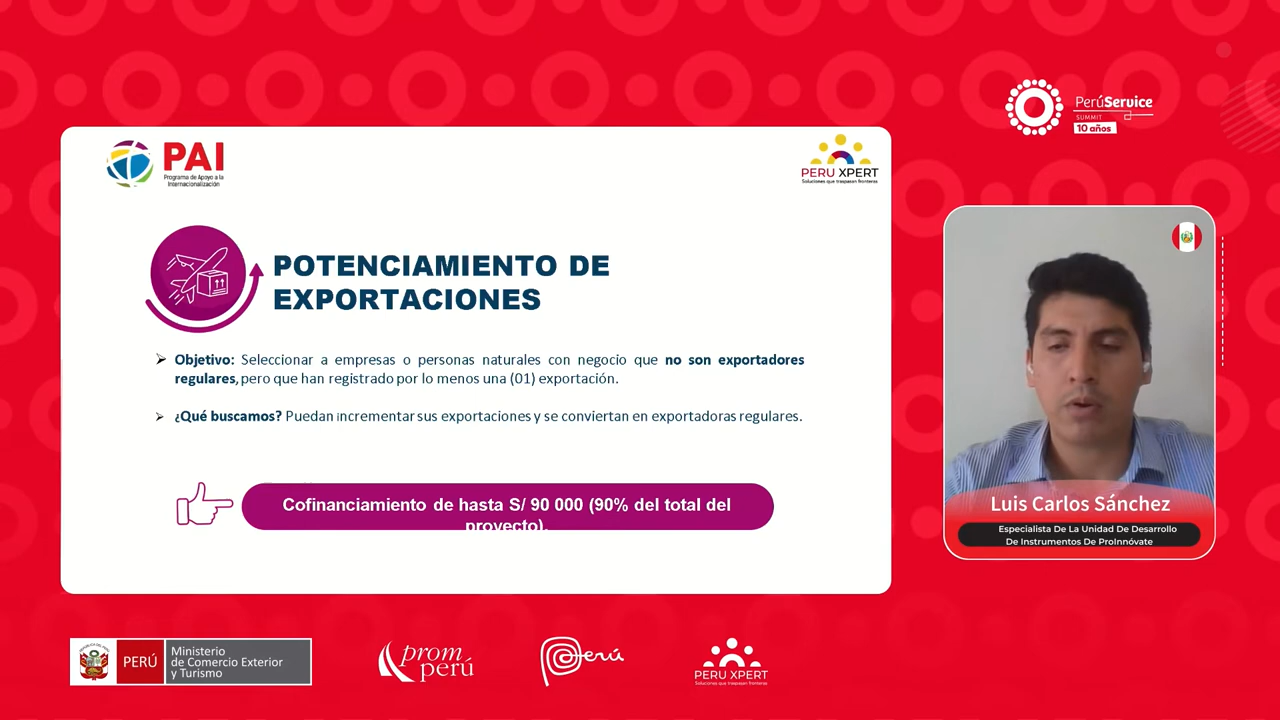 PerúService
SUMMIT
10 años
PAI
Programa de Apoyo a la
Internacionalización
PERU XPERT
Soluciones que traspasan fronteras
POTENCIAMIENTO DE
EXPORTACIONES
Objetivo: Seleccionar a empresas o personas naturales con negocio que no son exportadores
regulares, pero que han registrado por lo menos una (01) exportación.
¿Qué buscamos? Puedan incrementar sus exportaciones y se conviertan en exportadoras regulares.
Cofinanciamiento de hasta S/ 90 000 (90% del total del
proyecto).
Luis Carlos Sánchez
Especialista De La Unidad De Desarrollo
De Instrumentos De ProInnóvate
PERÚ
Ministerio
de Comercio Exterior
y Turismo
prom
perú
Perú
PERU XPERT
Soluciones que traspasan fronteras